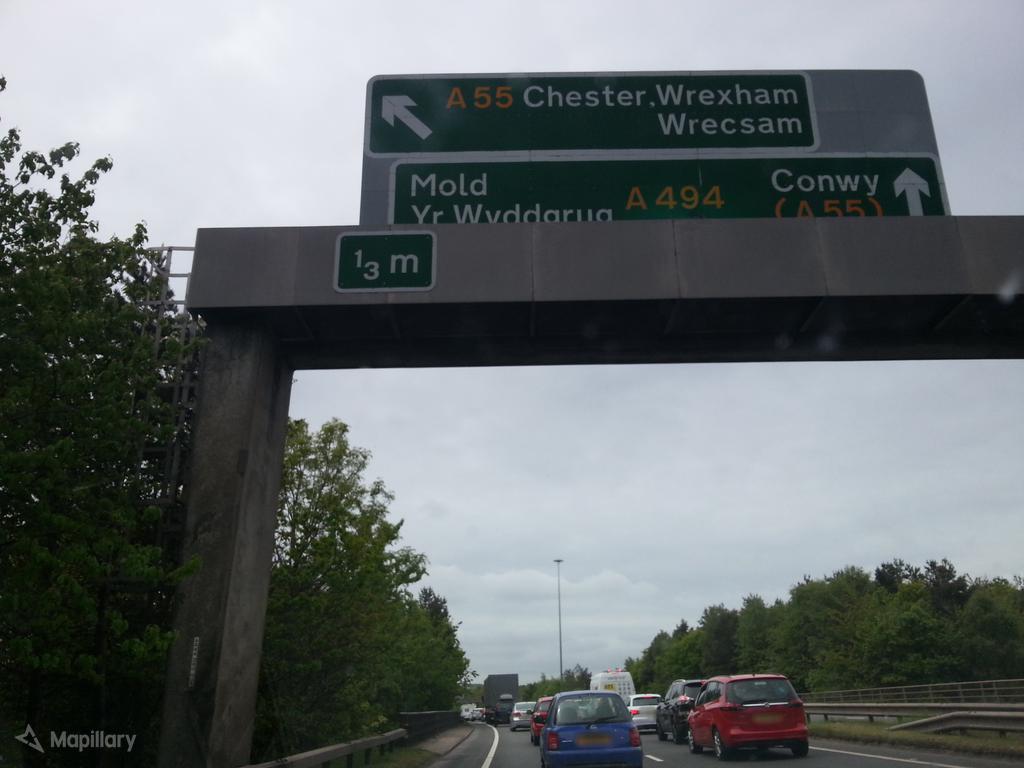 A 55 Chester, Wrexham
Wrecsam
Mold
Yr Wyddgrug
A 494
Conwy
(A 55)
1/3 m
Mapillary